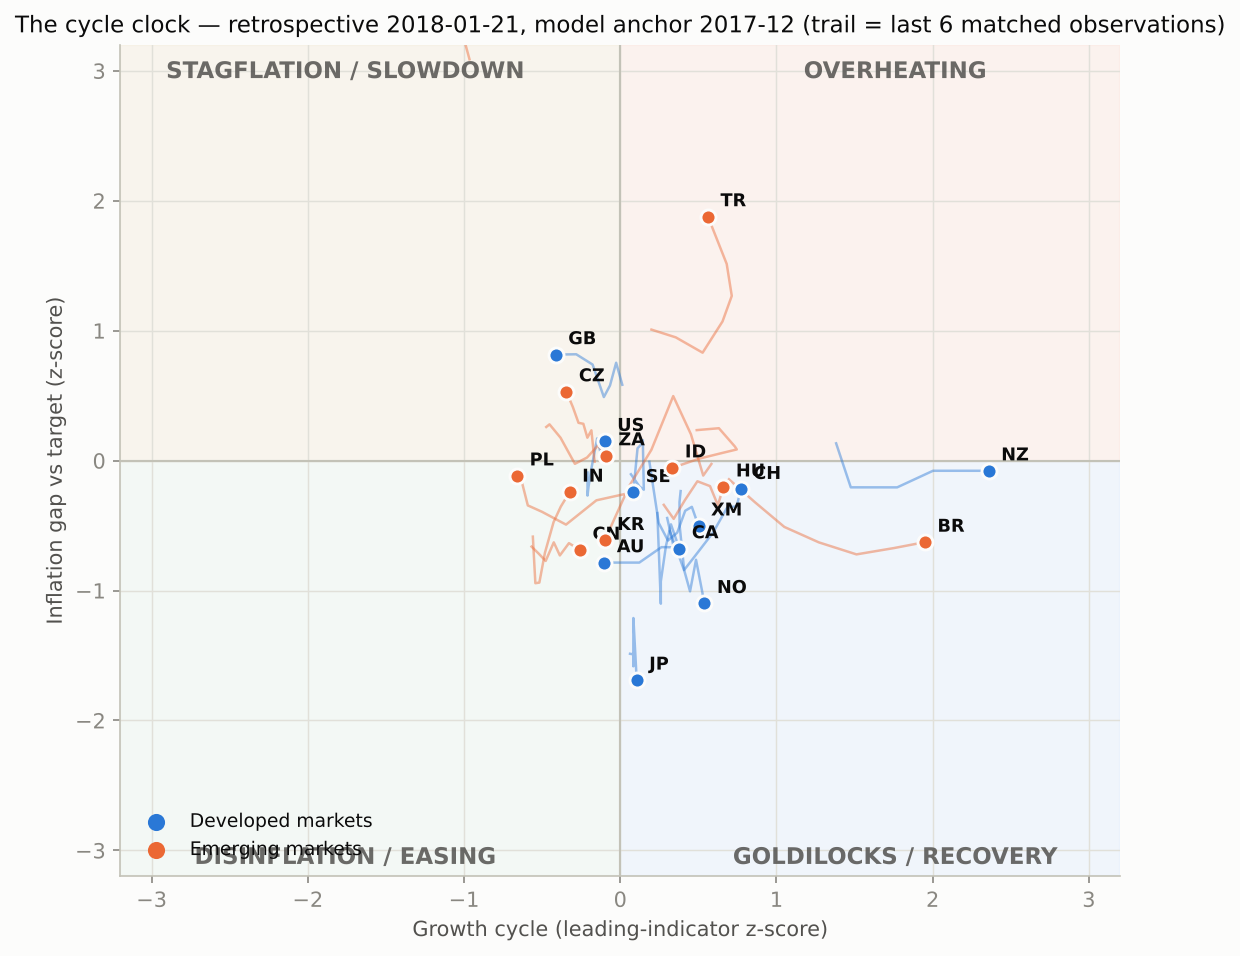 The cycle clock — retrospective 2018-01-21, model anchor 2017-12 (trail = last 6 matched observations)
STAGFLATION / SLOWDOWN
OVERHEATING
3
2
1
0
−1
−2
−3
Inflation gap vs target (z-score)
TR
GB
CZ
US
ZA
ID
NZ
PL
IN
SE
HU
CH
XM
BR
KR
CN
CA
AU
NO
JP
Developed markets
Emerging markets
DISINFLATION / EASING
GOLDILOCKS / RECOVERY
−3
−2
−1
0
1
2
3
Growth cycle (leading-indicator z-score)